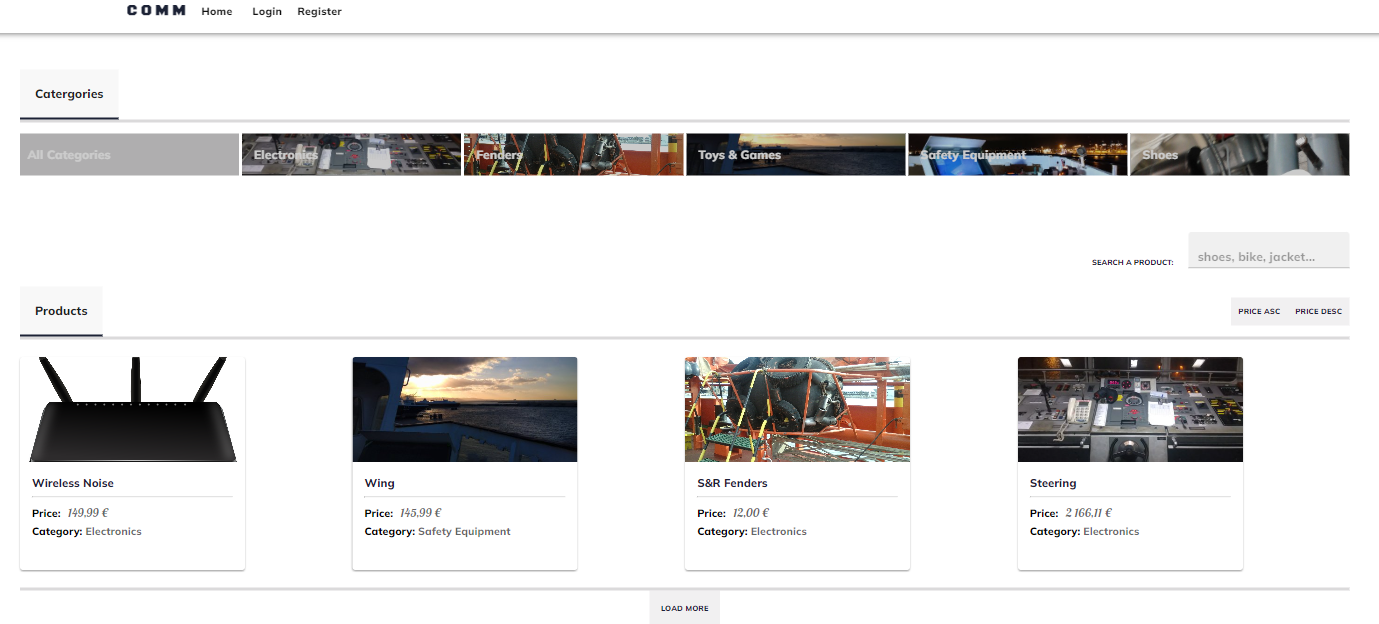 COMM Home Login Register
Catergories
All Categories Electronics Fenders Toys & Games Safety Equipment Shoes
SEARCH A PRODUCT: shoes, bike, jacket...
Products PRICE ASC PRICE DESC
Wireless Noise
Price: 149,99 €
Category: Electronics
Wing
Price: 145,99 €
Category: Safety Equipment
S&R Fenders
Price: 12,00 €
Category: Electronics
Steering
Price: 2 166,11 €
Category: Electronics
LOAD MORE